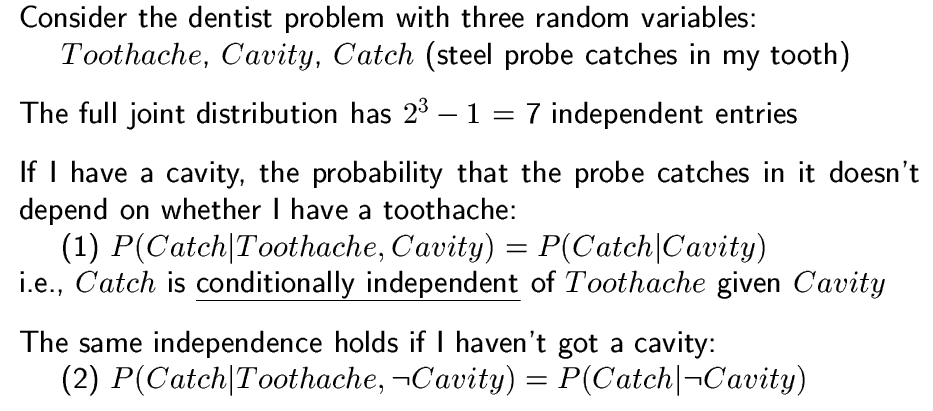 Consider the dentist problem with three random variables:
Toothache, Cavity, Catch (steel probe catches in my tooth)
The full joint distribution has 2³ − 1 = 7 independent entries
If I have a cavity, the probability that the probe catches in it doesn't
depend on whether I have a toothache:
(1) P(Catch|Toothache, Cavity) = P(Catch|Cavity)
i.e., Catch is conditionally independent of Toothache given Cavity
The same independence holds if I haven't got a cavity:
(2) P(Catch|Toothache, ¬Cavity) = P(Catch|¬Cavity)